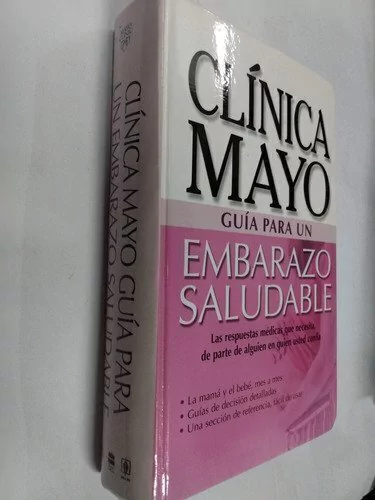 CLÍNICA MAYO GUÍA PARA
UN EMBARAZO SALUDABLE
CLÍNICA
MAYO
GUÍA PARA UN
EMBARAZO
SALUDABLE
Las respuestas médicas que necesita,
de parte de alguien en quien usted confía
• La mamá y el bebé, mes a mes
• Guías de decisión detalladas
• Una sección de referencia, fácil de usar